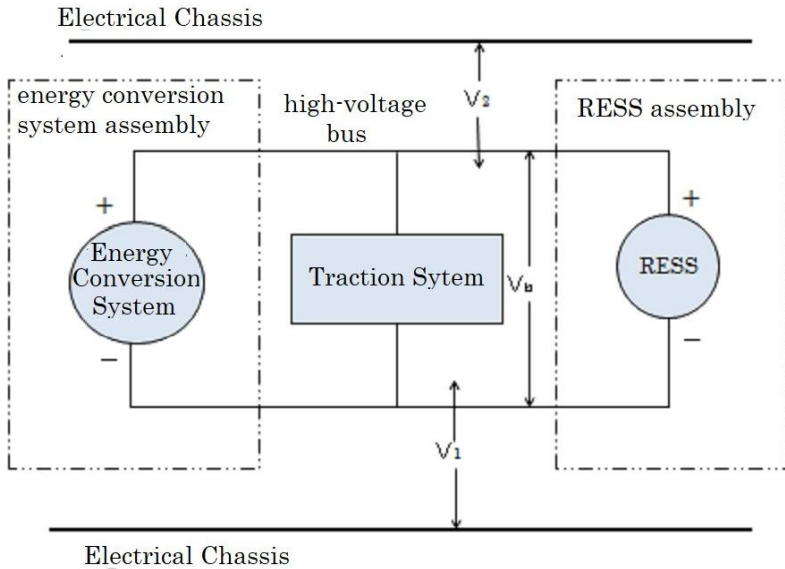 Electrical Chassis
energy conversion
system assembly
high-voltage
bus
V2
RESS assembly
+
+
Energy
Conversion
System
Traction Sytem
Vb
RESS
−
−
V1
Electrical Chassis